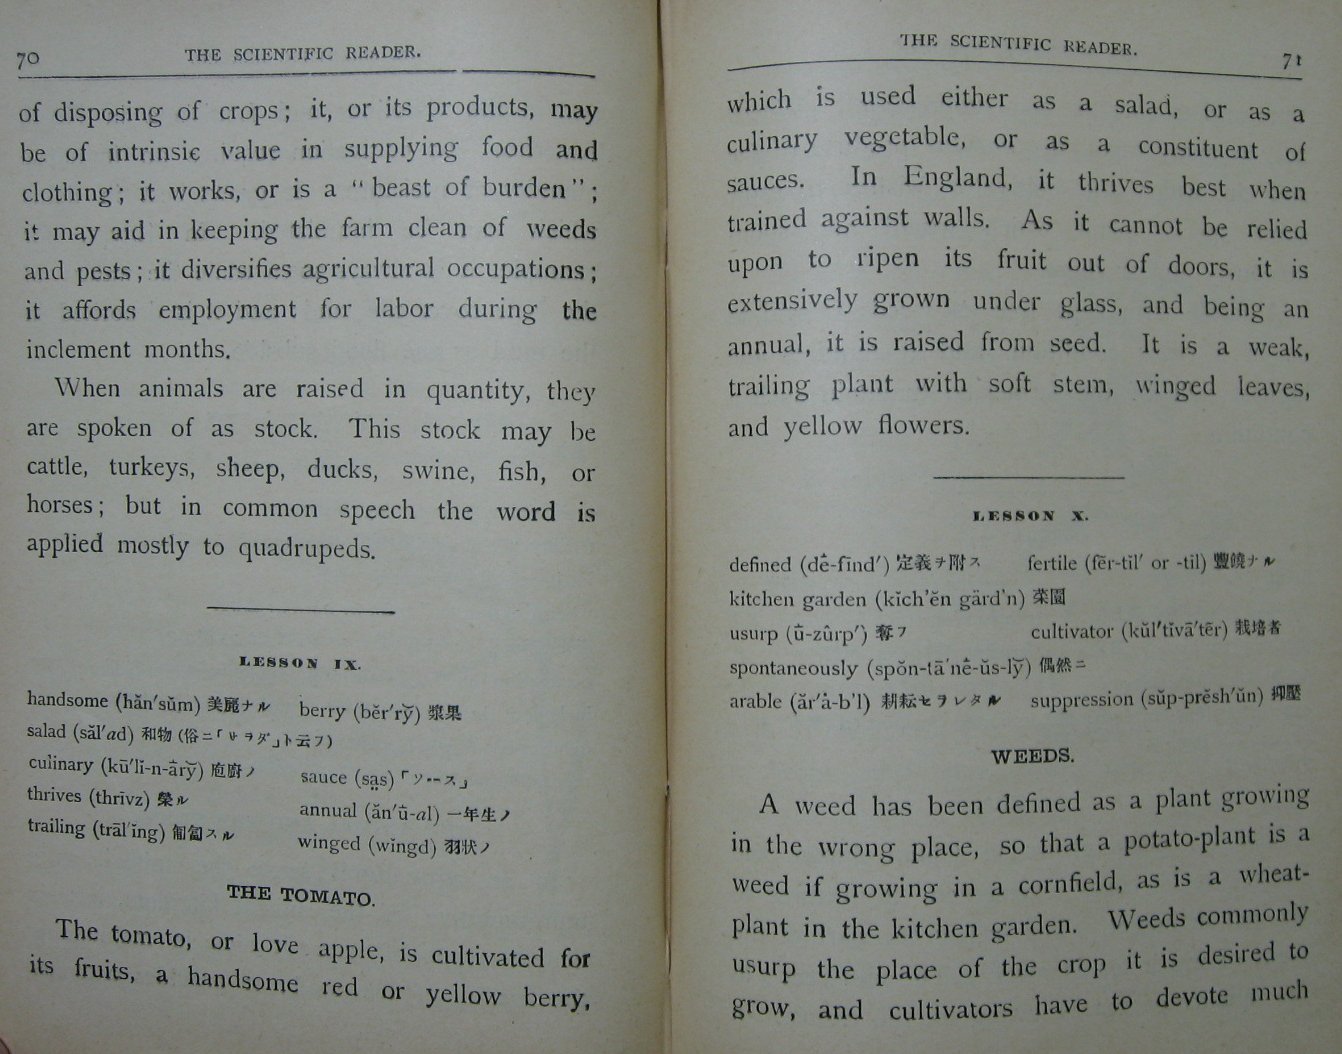 70
THE SCIENTIFIC READER.
of disposing of crops; it, or its products, may
be of intrinsic value in supplying food and
clothing; it works, or is a “beast of burden”;
it may aid in keeping the farm clean of weeds
and pests; it diversifies agricultural occupations;
it affords employment for labor during the
inclement months.
When animals are raised in quantity, they
are spoken of as stock. This stock may be
cattle, turkeys, sheep, ducks, swine, fish, or
horses; but in common speech the word is
applied mostly to quadrupeds.
LESSON IX.
handsome (hăn′sŭm) 美麗ナル berry (bĕr′ry̆) 漿果
salad (săl′ad) 和物 (俗ニ「サラダ」ト云フ)
culinary (kū′lĭ-n-ȧry̆) 庖廚ノ sauce (sa̤s)「ソース」
thrives (thrīvz) 榮ル annual (ăn′ū̇-al) 一年生ノ
trailing (trāl′ĭng) 匍匐スル winged (wĭngd) 羽狀ノ
THE TOMATO.
The tomato, or love apple, is cultivated for
its fruits, a handsome red or yellow berry,
THE SCIENTIFIC READER.
71
which is used either as a salad, or as a
culinary vegetable, or as a constituent of
sauces. In England, it thrives best when
trained against walls. As it cannot be relied
upon to ripen its fruit out of doors, it is
extensively grown under glass, and being an
annual, it is raised from seed. It is a weak,
trailing plant with soft stem, winged leaves,
and yellow flowers.
LESSON X.
defined (dē̇-fīnd′) 定義ヲ附ス fertile (fẽr-tĭl′ or -tīl) 豐饒ナル
kitchen garden (kĭch′ĕn gärd′n) 菜園
usurp (ū̇-zûrp′) 奪フ cultivator (kŭl′tĭvā′tẽr) 栽培者
spontaneously (spŏn-tā′nē̇-ŭs-ly̆) 偶然ニ
arable (ăr′ȧ-b'l) 耕耘セラレタル suppression (sŭp-prĕsh′ŭn) 抑壓
WEEDS.
A weed has been defined as a plant growing
in the wrong place, so that a potato-plant is a
weed if growing in a cornfield, as is a wheat-
plant in the kitchen garden. Weeds commonly
usurp the place of the crop it is desired to
grow, and cultivators have to devote much